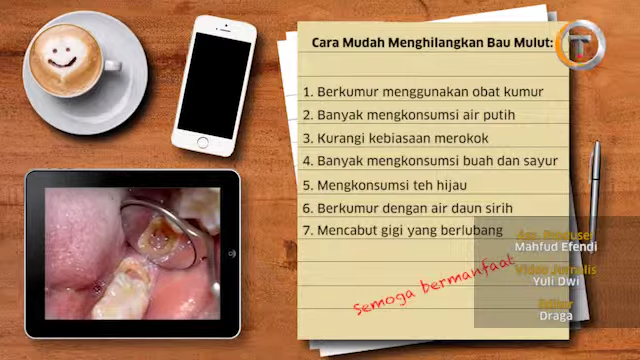 Cara Mudah Menghilangkan Bau Mulut:
T
1. Berkumur menggunakan obat kumur
2. Banyak mengkonsumsi air putih
3. Kurangi kebiasaan merokok
4. Banyak mengkonsumsi buah dan sayur
5. Mengkonsumsi teh hijau
6. Berkumur dengan air daun sirih
7. Mencabut gigi yang berlubang
semoga bermanfaat
Ass. Produser
Mahfud Efendi
Video Jurnalis
Yuli Dwi
Editor
Draga